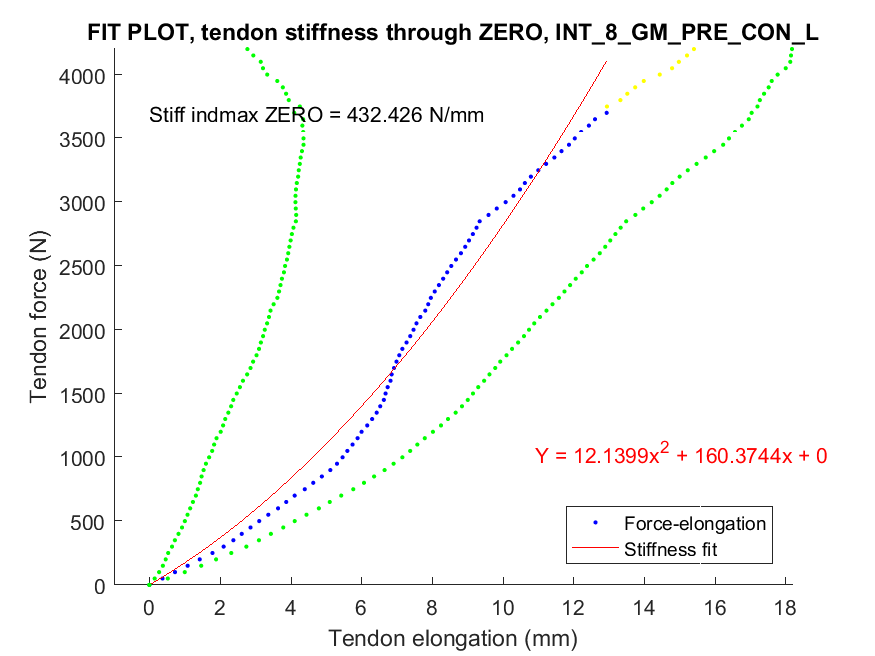 FIT PLOT, tendon stiffness through ZERO, INT_8_GM_PRE_CON_L
4000
Stiff indmax ZERO = 432.426 N/mm
3500
3000
2500
Tendon force (N)
2000
1500
1000
Y = 12.1399x² + 160.3744x + 0
500
Force-elongation
Stiffness fit
0
0 2 4 6 8 10 12 14 16 18
Tendon elongation (mm)